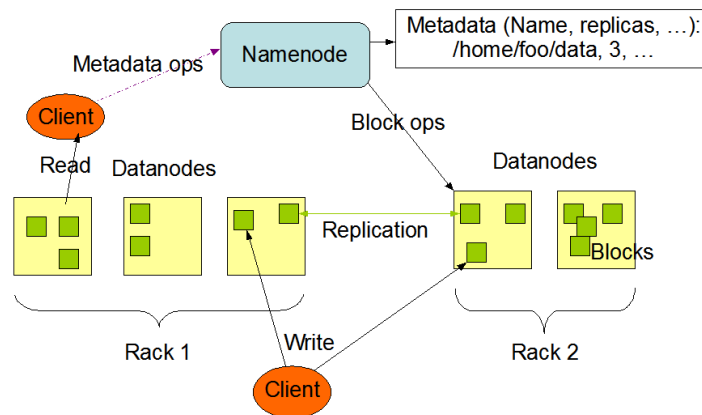 Metadata (Name, replicas, …):
/home/foo/data, 3, …
Namenode
Metadata ops
Client
Block ops
Read
Datanodes
Datanodes
Replication
Blocks
Rack 1
Write
Rack 2
Client